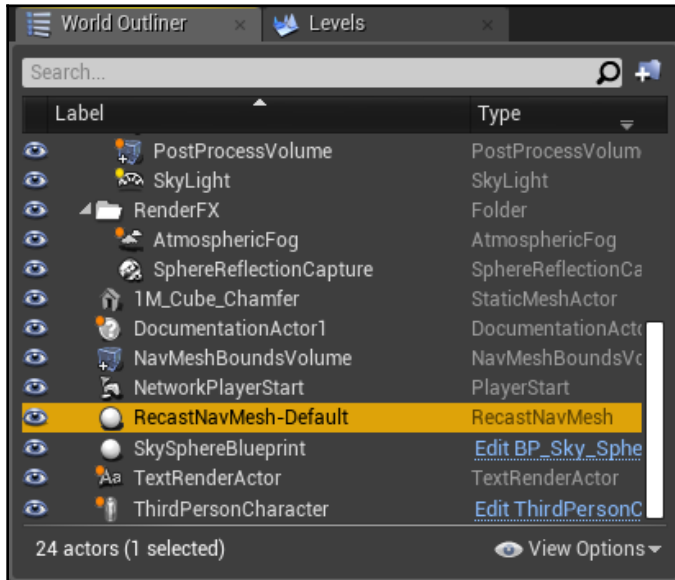 World Outliner × Levels ×
Search...
Label Type
PostProcessVolume PostProcessVolum
SkyLight SkyLight
RenderFX Folder
AtmosphericFog AtmosphericFog
SphereReflectionCapture SphereReflectionCa
1M_Cube_Chamfer StaticMeshActor
DocumentationActor1 DocumentationActo
NavMeshBoundsVolume NavMeshBoundsVo
NetworkPlayerStart PlayerStart
RecastNavMesh-Default RecastNavMesh
SkySphereBlueprint Edit BP_Sky_Sphe
Aa TextRenderActor TextRenderActor
ThirdPersonCharacter Edit ThirdPersonC
24 actors (1 selected) View Options